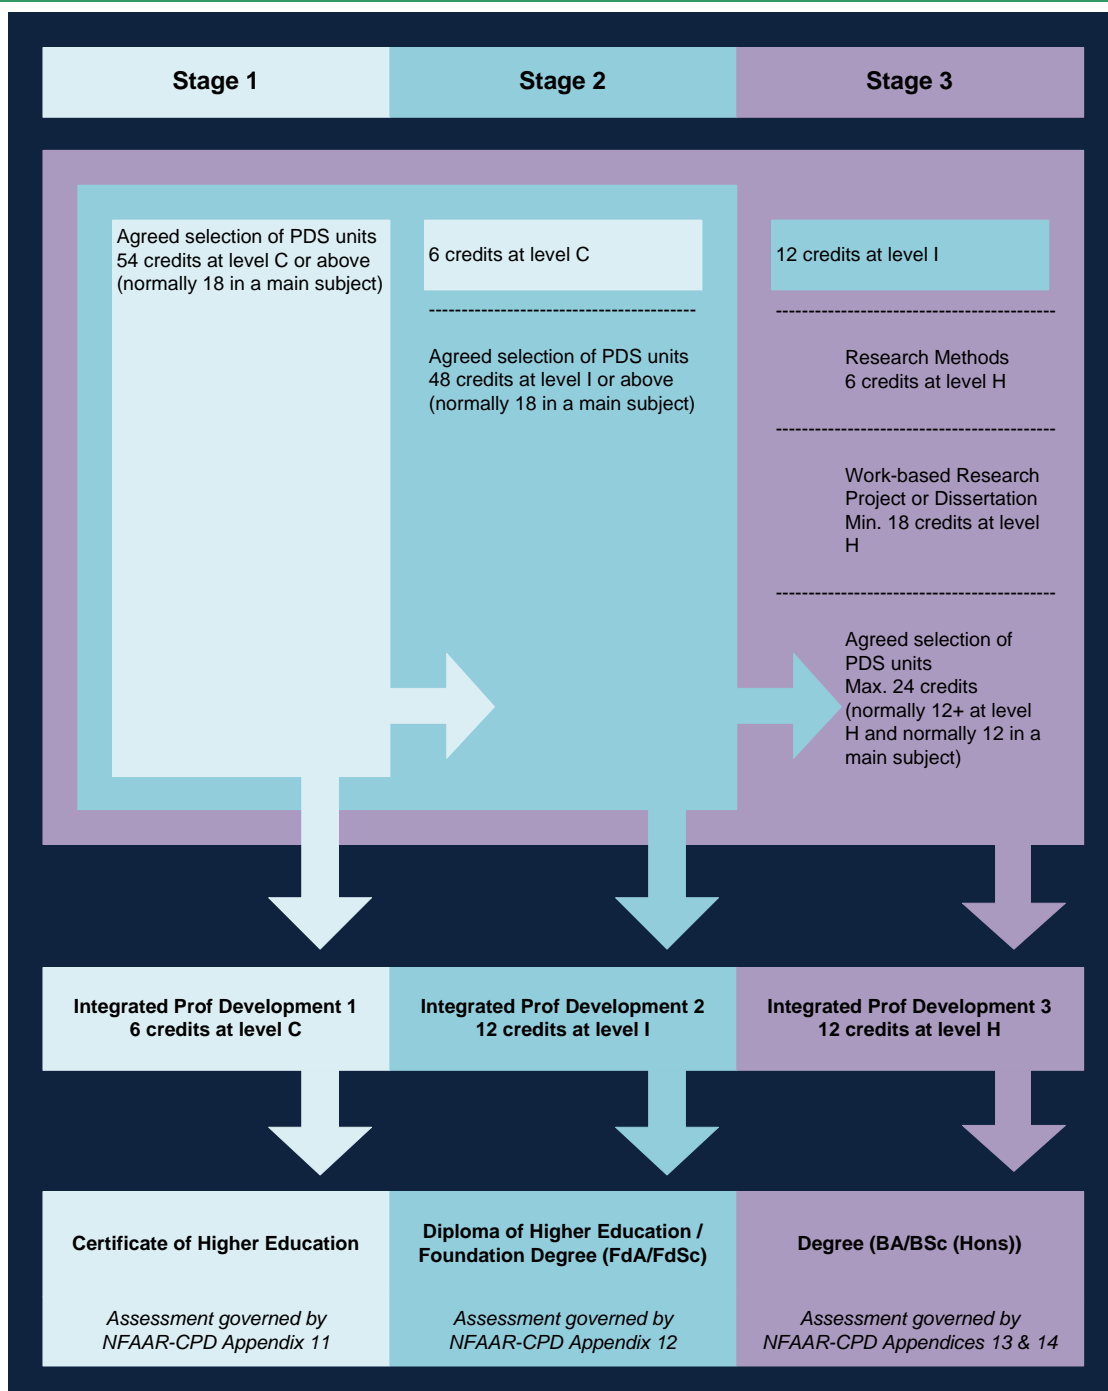 Stage 1
Stage 2
Stage 3
Agreed selection of PDS units
54 credits at level C or above
(normally 18 in a main subject)
6 credits at level C
-----------------------------------------
Agreed selection of PDS units
48 credits at level I or above
(normally 18 in a main subject)
12 credits at level I
-------------------------------------------
Research Methods
6 credits at level H
-------------------------------------------
Work-based Research
Project or Dissertation
Min. 18 credits at level
H
-------------------------------------------
Agreed selection of
PDS units
Max. 24 credits
(normally 12+ at level
H and normally 12 in a
main subject)
Integrated Prof Development 1
6 credits at level C
Integrated Prof Development 2
12 credits at level I
Integrated Prof Development 3
12 credits at level H
Certificate of Higher Education
Assessment governed by
NFAAR-CPD Appendix 11
Diploma of Higher Education /
Foundation Degree (FdA/FdSc)
Assessment governed by
NFAAR-CPD Appendix 12
Degree (BA/BSc (Hons))
Assessment governed by
NFAAR-CPD Appendices 13 & 14